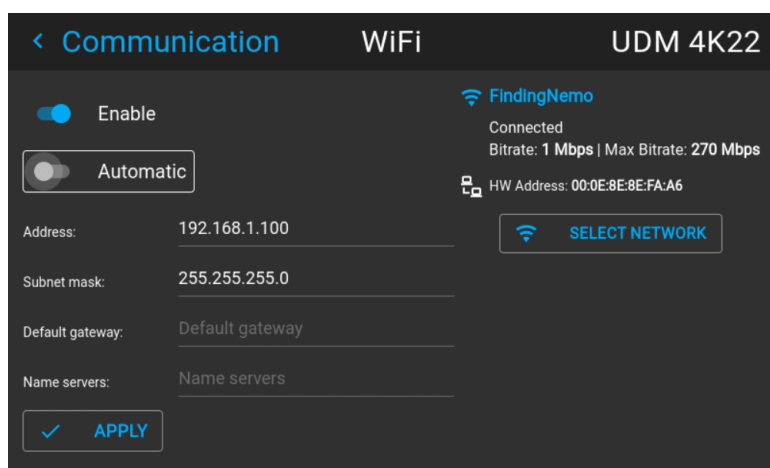 Communication
WiFi
UDM 4K22
Enable
Automatic
Address:
192.168.1.100
Subnet mask:
255.255.255.0
Default gateway:
Default gateway
Name servers:
Name servers
APPLY
FindingNemo
Connected
Bitrate: 1 Mbps | Max Bitrate: 270 Mbps
HW Address: 00:0E:8E:8E:FA:A6
SELECT NETWORK